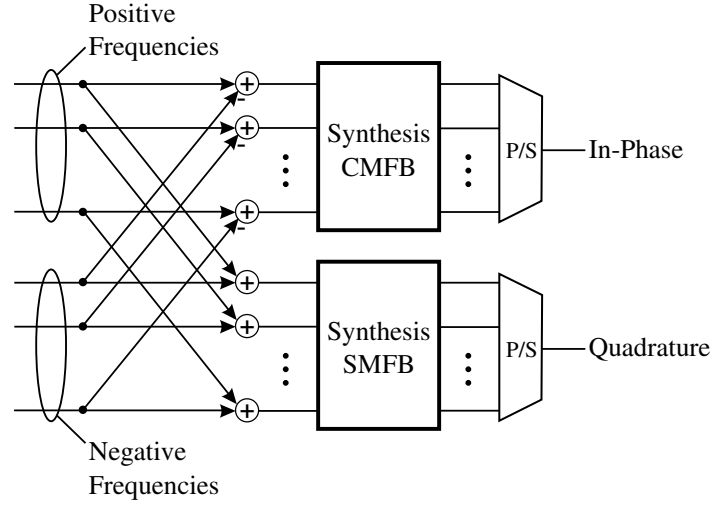 Positive
Frequencies
+
-
+
-
Synthesis
CMFB
P/S
In-Phase
+
-
+
+
Synthesis
SMFB
P/S
Quadrature
+
Negative
Frequencies